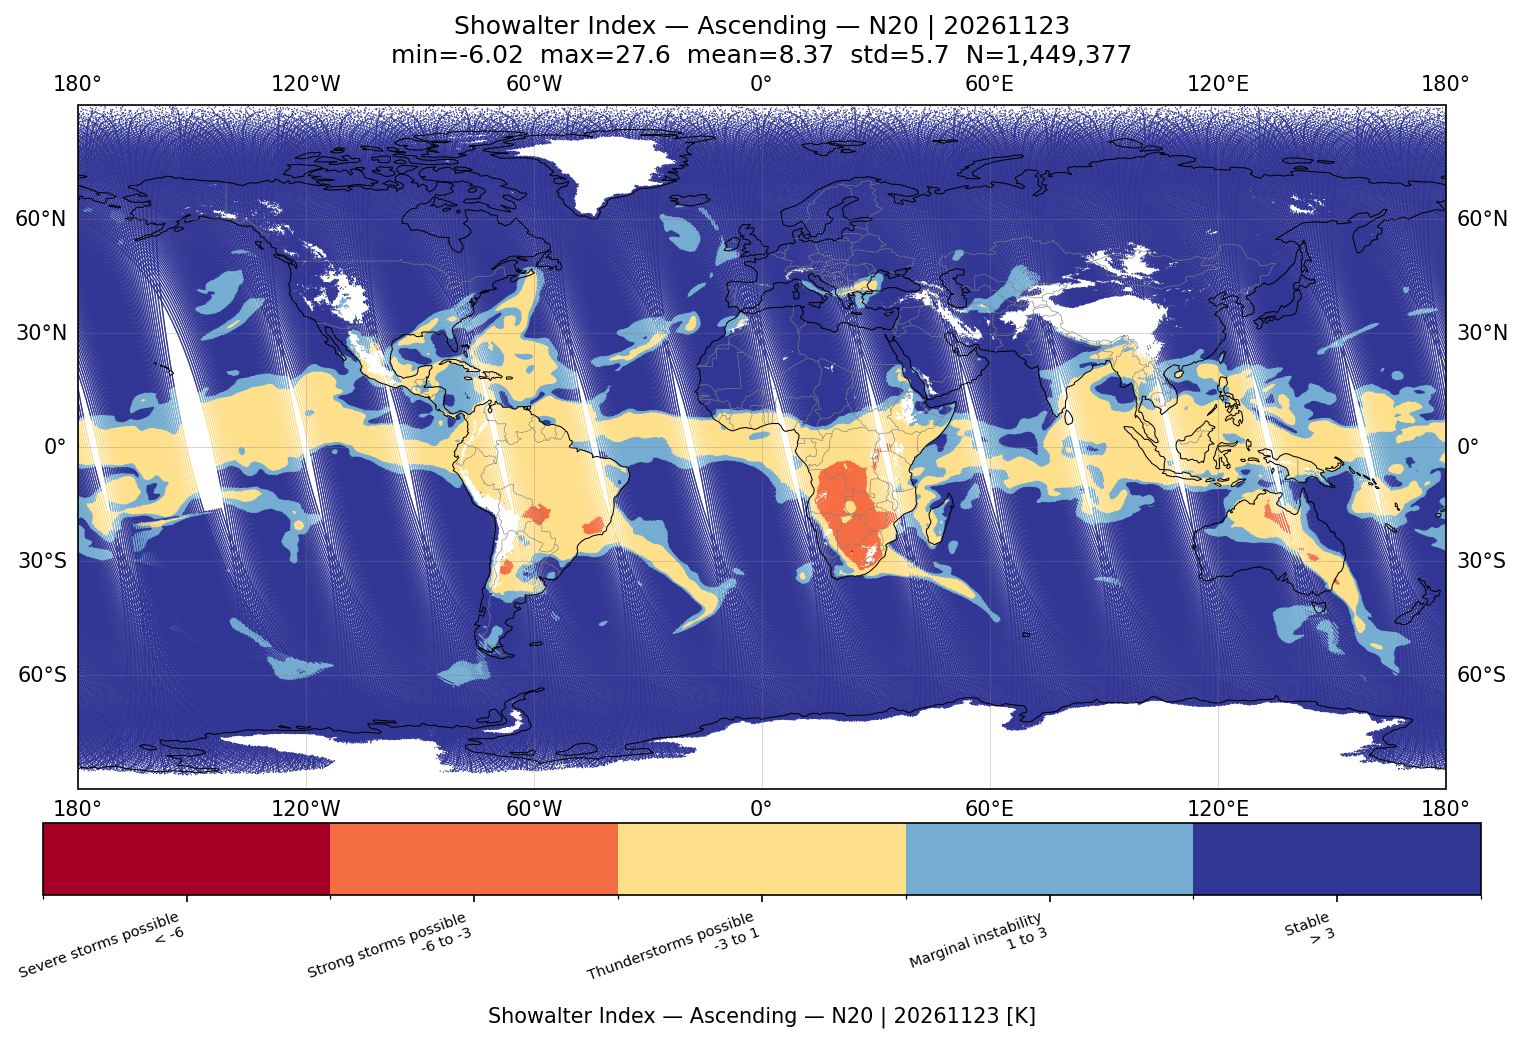 Showalter Index — Ascending — N20 | 20261123
min=-6.02 max=27.6 mean=8.37 std=5.7 N=1,449,377
180° 120°W 60°W 0° 60°E 120°E 180°
60°N 60°N
30°N 30°N
0° 0°
30°S 30°S
60°S 60°S
180° 120°W 60°W 0° 60°E 120°E 180°
Severe storms possible
< -6
Strong storms possible
-6 to -3
Thunderstorms possible
-3 to 1
Marginal instability
1 to 3
Stable
> 3
Showalter Index — Ascending — N20 | 20261123 [K]